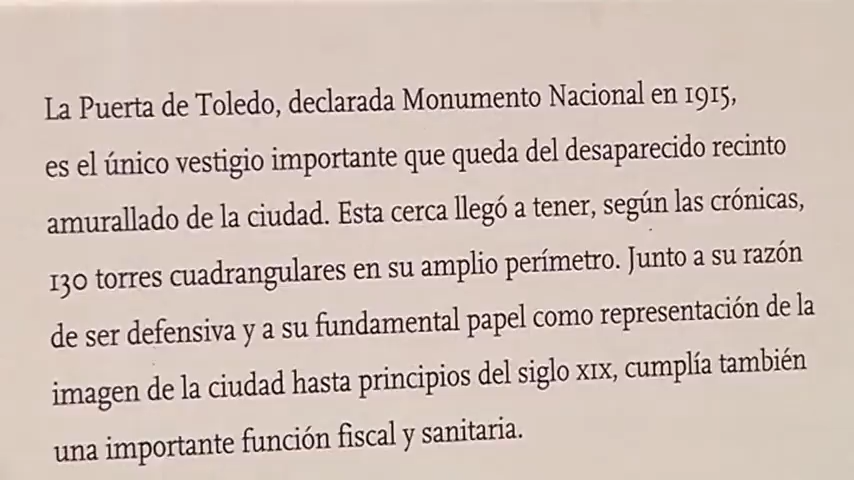 La Puerta de Toledo, declarada Monumento Nacional en 1915,
es el único vestigio importante que queda del desaparecido recinto
amurallado de la ciudad. Esta cerca llegó a tener, según las crónicas,
130 torres cuadrangulares en su amplio perímetro. Junto a su razón
de ser defensiva y a su fundamental papel como representación de la
imagen de la ciudad hasta principios del siglo XIX, cumplía también
una importante función fiscal y sanitaria.